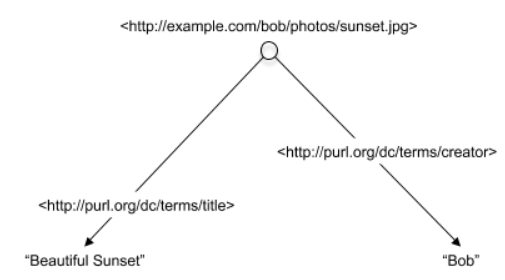 <http://example.com/bob/photos/sunset.jpg>
<http://purl.org/dc/terms/creator>
<http://purl.org/dc/terms/title>
“Beautiful Sunset”
“Bob”